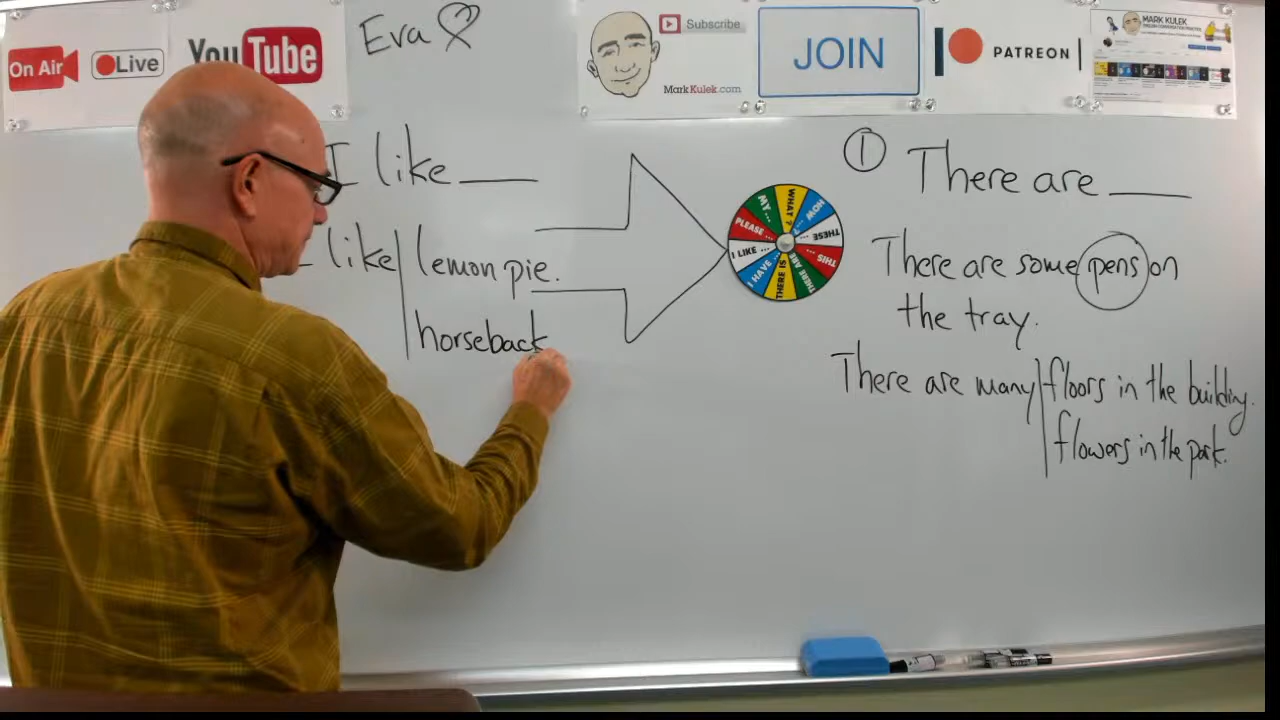 On Air
Live
YouTube
Eva
Subscribe
MarkKulek.com
JOIN
PATREON
MARK KULEK
I like ___
like lemon pie.
horseback
WHAT ?
HOW ...?
THESE ...
THIS ...
THERE ARE
THERE IS
I HAVE ...
I LIKE ...
PLEASE ...
MY ...
1 There are ___
There are some pens on
the tray.
There are many floors in the building.
flowers in the park.